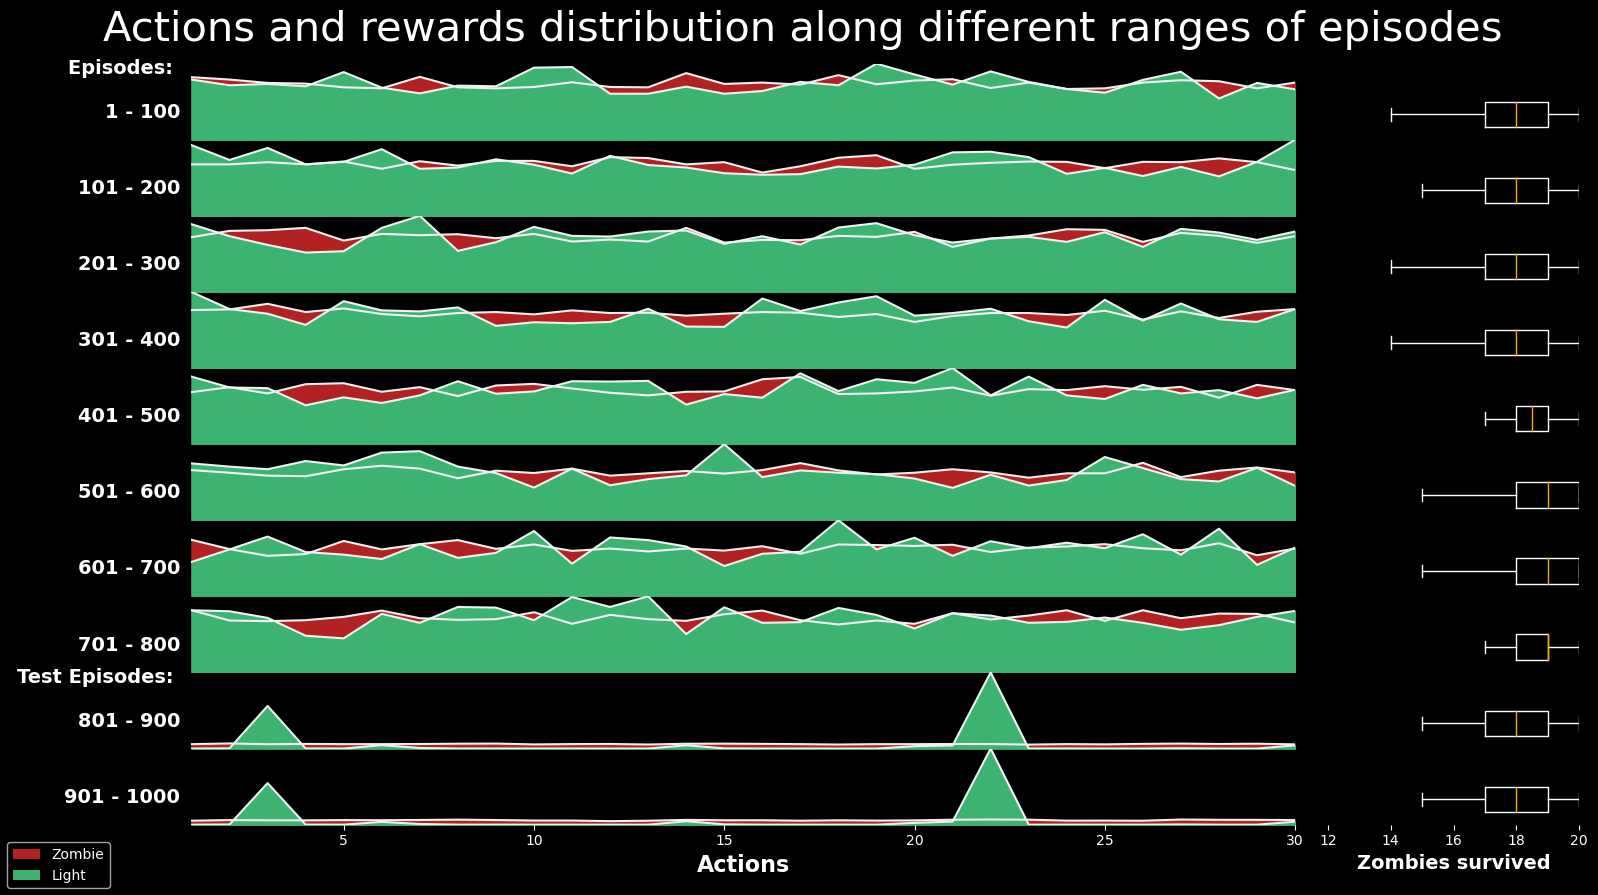 Actions and rewards distribution along different ranges of episodes
Episodes:
1 - 100
101 - 200
201 - 300
301 - 400
401 - 500
501 - 600
601 - 700
701 - 800
Test Episodes:
801 - 900
901 - 1000
5 10 15 20 25 30 12 14 16 18 20
Actions
Zombies survived
Zombie
Light